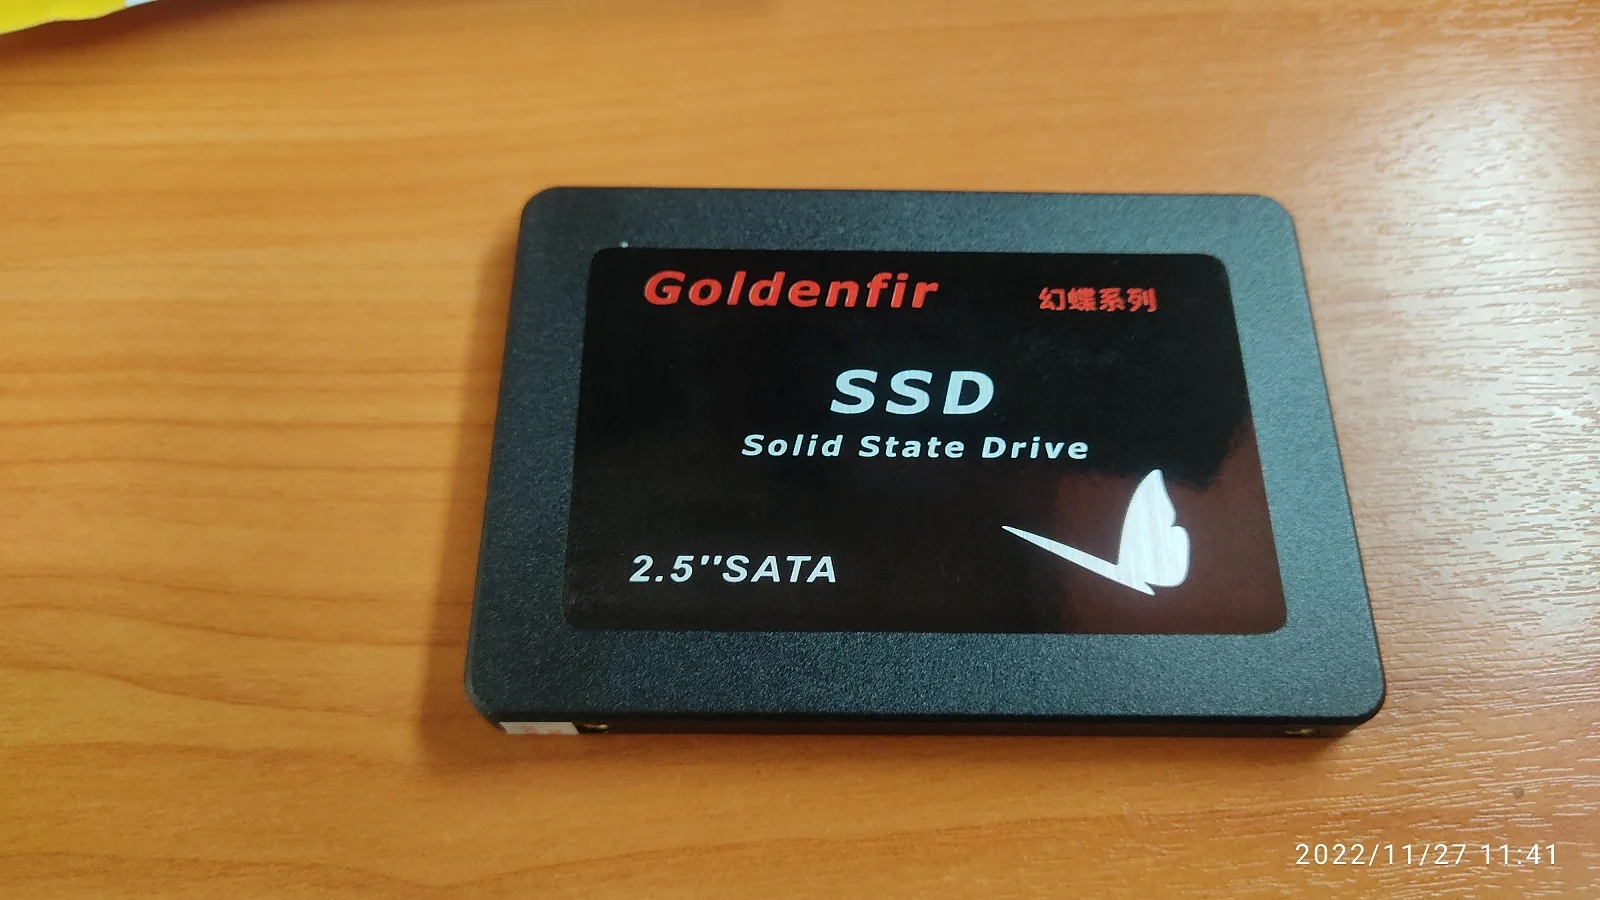 Goldenfir 幻蝶系列
SSD
Solid State Drive
2.5''SATA
2022/11/27 11:41